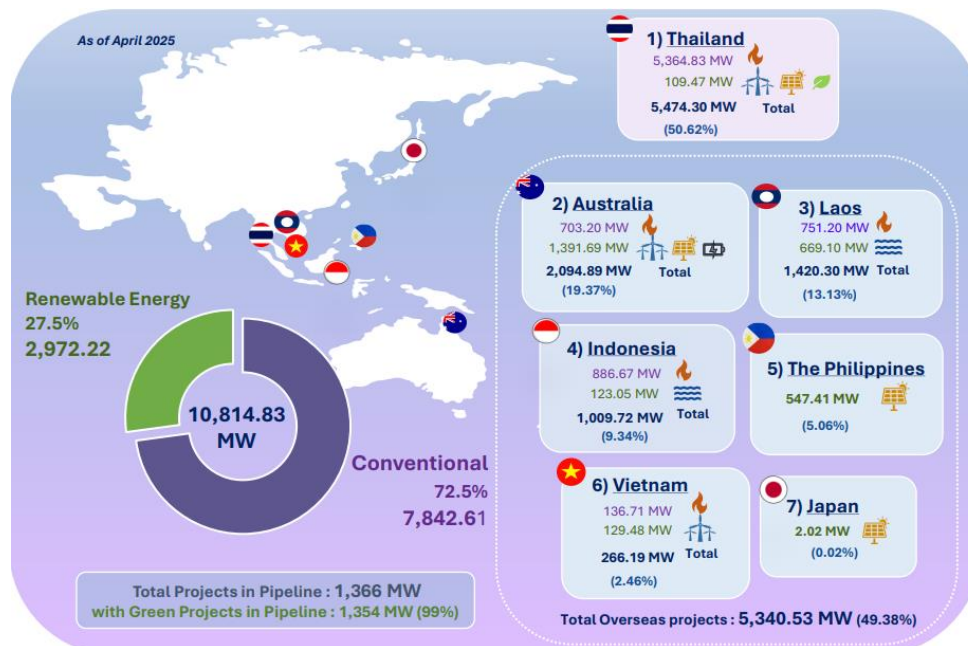 As of April 2025
1) Thailand
5,364.83 MW
109.47 MW
5,474.30 MW Total
(50.62%)
2) Australia
703.20 MW
1,391.69 MW
2,094.89 MW Total
(19.37%)
3) Laos
751.20 MW
669.10 MW
1,420.30 MW Total
(13.13%)
4) Indonesia
886.67 MW
123.05 MW
1,009.72 MW Total
(9.34%)
5) The Philippines
547.41 MW
(5.06%)
6) Vietnam
136.71 MW
129.48 MW
266.19 MW Total
(2.46%)
7) Japan
2.02 MW
(0.02%)
Total Overseas projects : 5,340.53 MW (49.38%)
Renewable Energy
27.5%
2,972.22
10,814.83
MW
Conventional
72.5%
7,842.61
Total Projects in Pipeline : 1,366 MW
with Green Projects in Pipeline : 1,354 MW (99%)